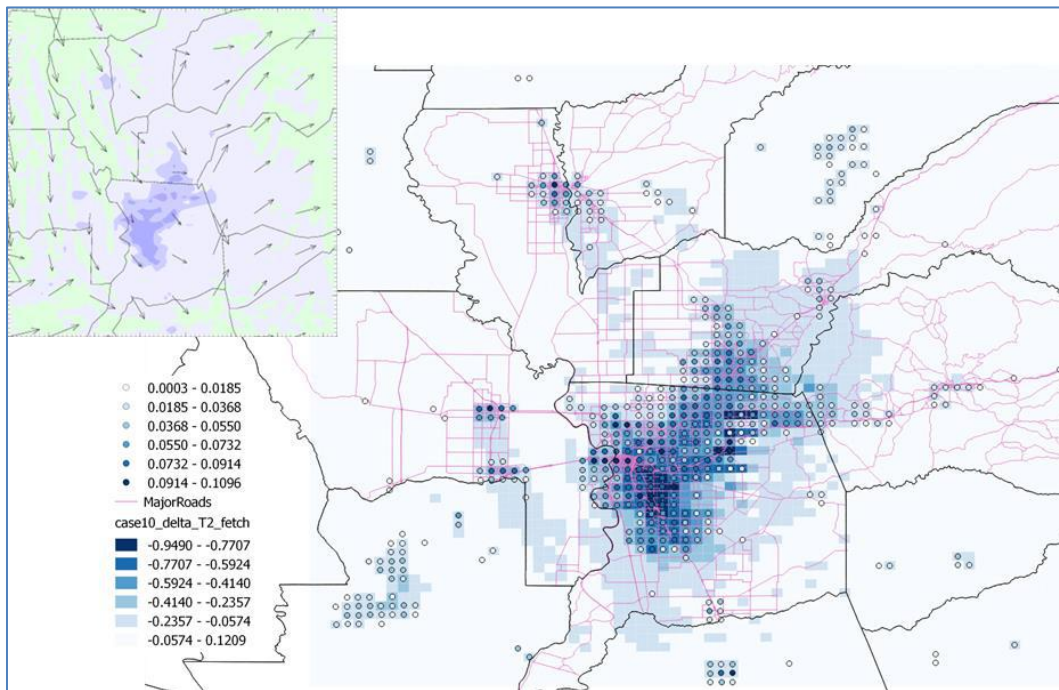 0.0003 - 0.0185
0.0185 - 0.0368
0.0368 - 0.0550
0.0550 - 0.0732
0.0732 - 0.0914
0.0914 - 0.1096
MajorRoads
case10_delta_T2_fetch
-0.9490 - -0.7707
-0.7707 - -0.5924
-0.5924 - -0.4140
-0.4140 - -0.2357
-0.2357 - -0.0574
-0.0574 - 0.1209